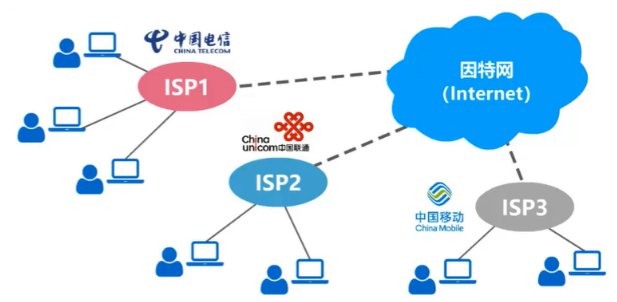 中国电信
CHINA TELECOM
ISP1
因特网
(Internet)
China
unicom中国联通
ISP2
中国移动
China Mobile
ISP3